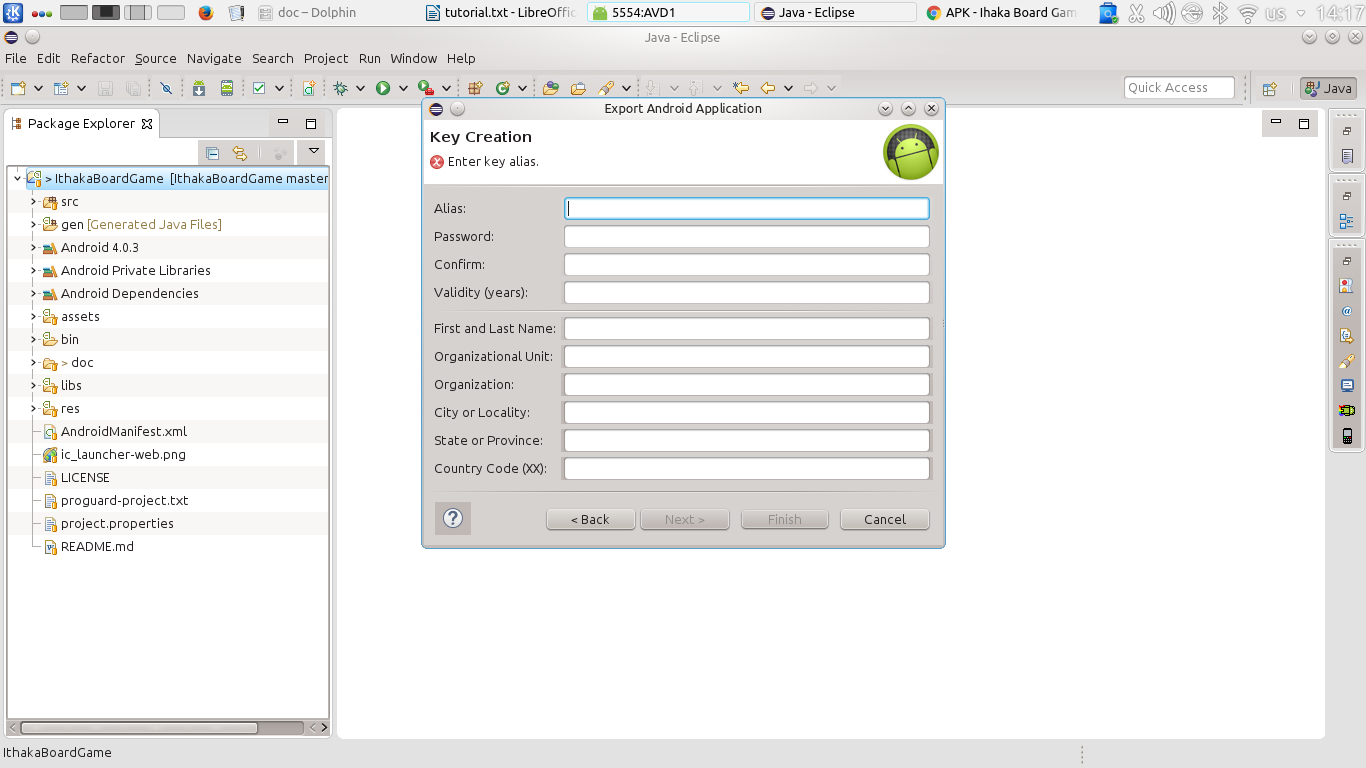 doc – Dolphin
tutorial.txt - LibreOffic
5554:AVD1
Java - Eclipse
APK - Ihaka Board Gam
us
14:17
Java - Eclipse
File Edit Refactor Source Navigate Search Project Run Window Help
Quick Access
Java
Package Explorer
> IthakaBoardGame [IthakaBoardGame master
src
gen [Generated Java Files]
Android 4.0.3
Android Private Libraries
Android Dependencies
assets
bin
> doc
libs
res
AndroidManifest.xml
ic_launcher-web.png
LICENSE
proguard-project.txt
project.properties
README.md
Export Android Application
Key Creation
Enter key alias.
Alias:
Password:
Confirm:
Validity (years):
First and Last Name:
Organizational Unit:
Organization:
City or Locality:
State or Province:
Country Code (XX):
?
< Back
Next >
Finish
Cancel
IthakaBoardGame